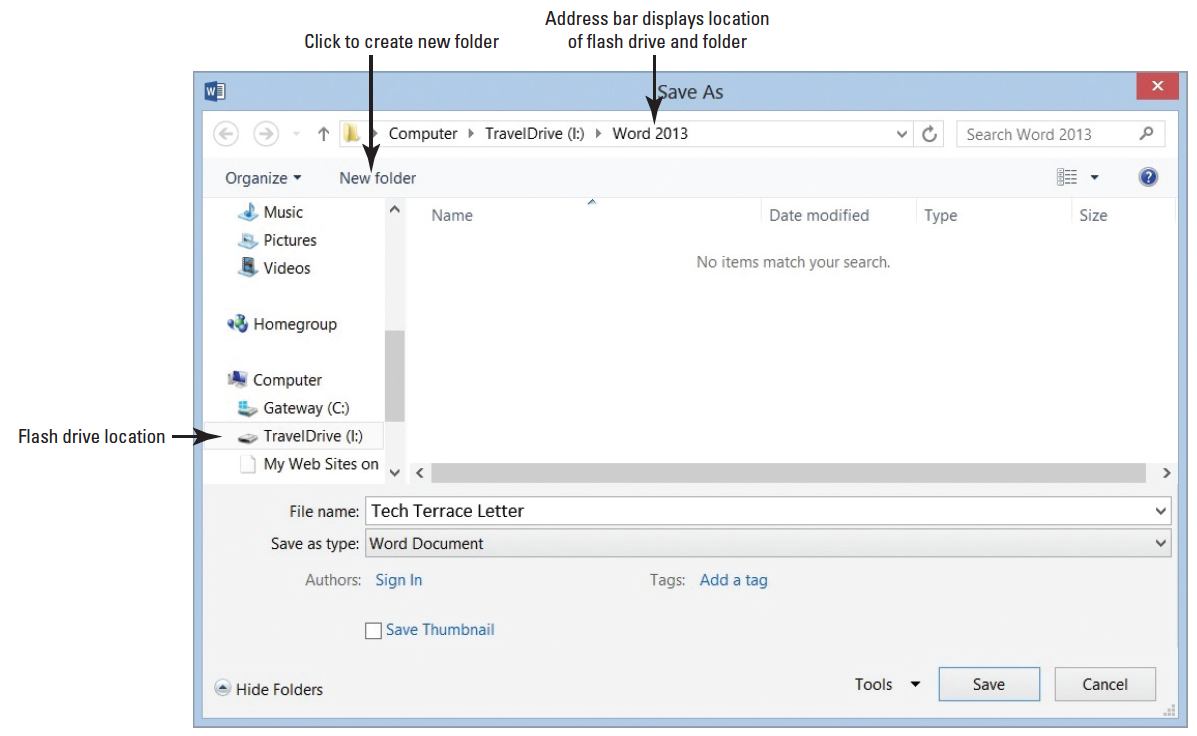 Address bar displays location
of flash drive and folder
Click to create new folder
Save As
Computer TravelDrive (I:) Word 2013
Search Word 2013
Organize New folder
Music
Pictures
Videos
Homegroup
Computer
Gateway (C:)
Flash drive location
TravelDrive (I:)
My Web Sites on
Name Date modified Type Size
No items match your search.
File name: Tech Terrace Letter
Save as type: Word Document
Authors: Sign In Tags: Add a tag
Save Thumbnail
Hide Folders Tools Save Cancel